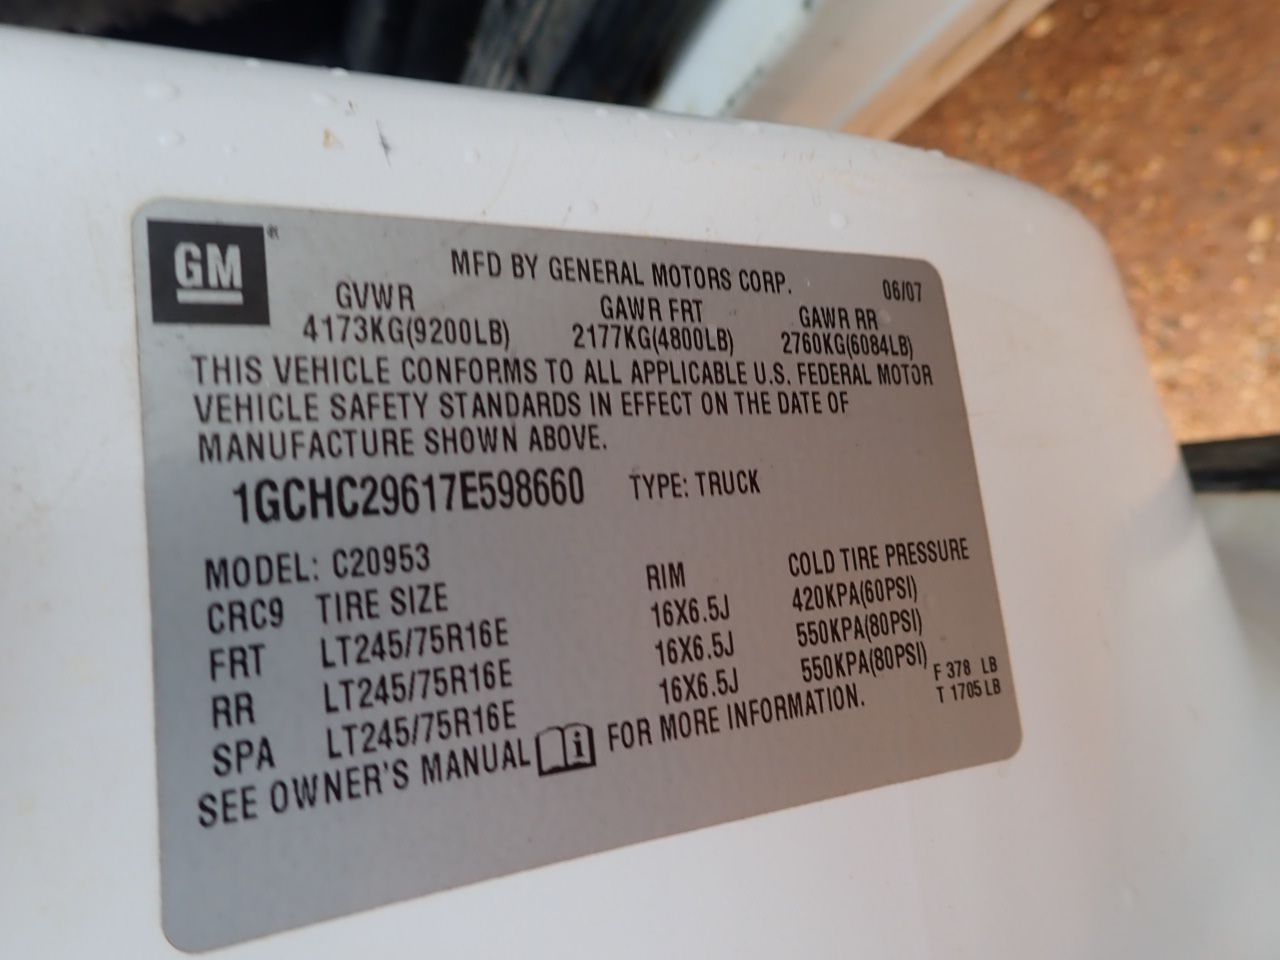 GM®
MFD BY GENERAL MOTORS CORP. 06/07
GVWR GAWR FRT GAWR RR
4173KG(9200LB) 2177KG(4800LB) 2760KG(6084LB)
THIS VEHICLE CONFORMS TO ALL APPLICABLE U.S. FEDERAL MOTOR
VEHICLE SAFETY STANDARDS IN EFFECT ON THE DATE OF
MANUFACTURE SHOWN ABOVE.
1GCHC29617E598660 TYPE: TRUCK
MODEL: C20953
CRC9 TIRE SIZE RIM COLD TIRE PRESSURE
FRT LT245/75R16E 16X6.5J 420KPA(60PSI)
RR LT245/75R16E 16X6.5J 550KPA(80PSI)
SPA LT245/75R16E 16X6.5J 550KPA(80PSI)
F 378 LB
T 1705 LB
SEE OWNER'S MANUAL i FOR MORE INFORMATION.